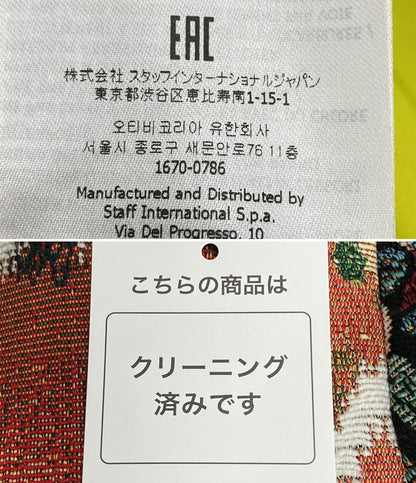 EAC
株式会社 スタッフインターナショナルジャパン
東京都渋谷区恵比寿南1-15-1
오티비코리아 유한회사
서울시 종로구 새문안로76 11층
1670-0786
Manufactured and Distributed by
Staff International S.p.a.
Via Del Progresso, 10
こちらの商品は
クリーニング
済みです